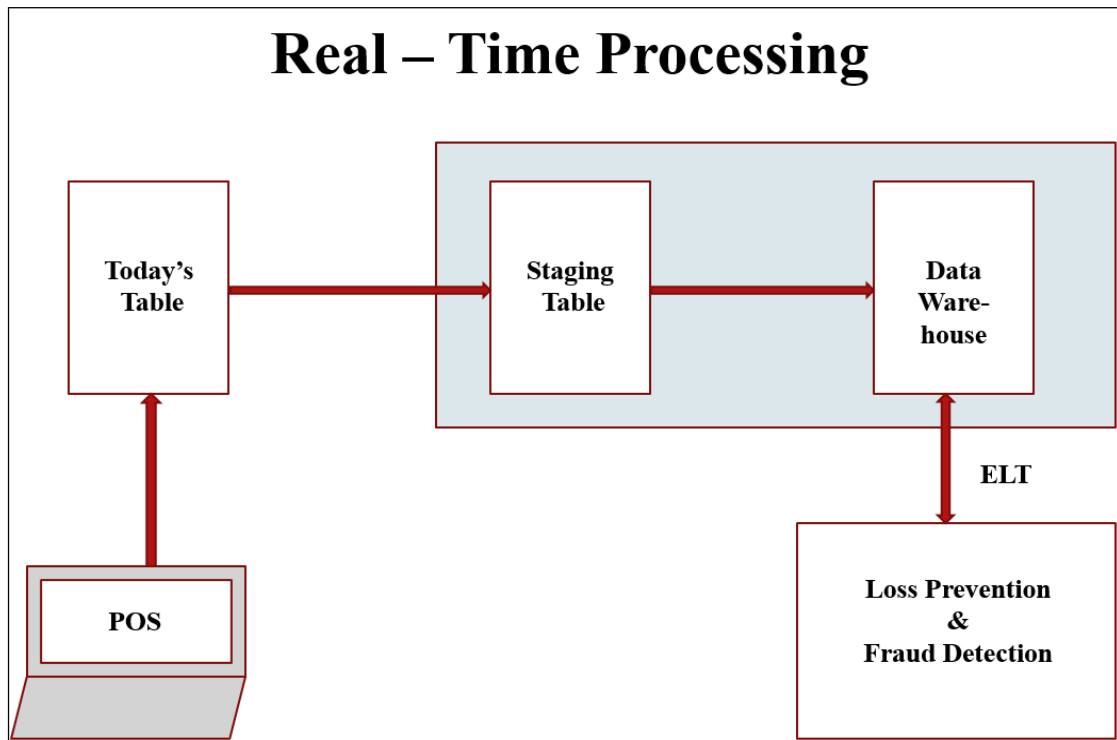 Real – Time Processing
Today’s
Table
Staging
Table
Data
Ware-
house
ELT
POS
Loss Prevention
&
Fraud Detection